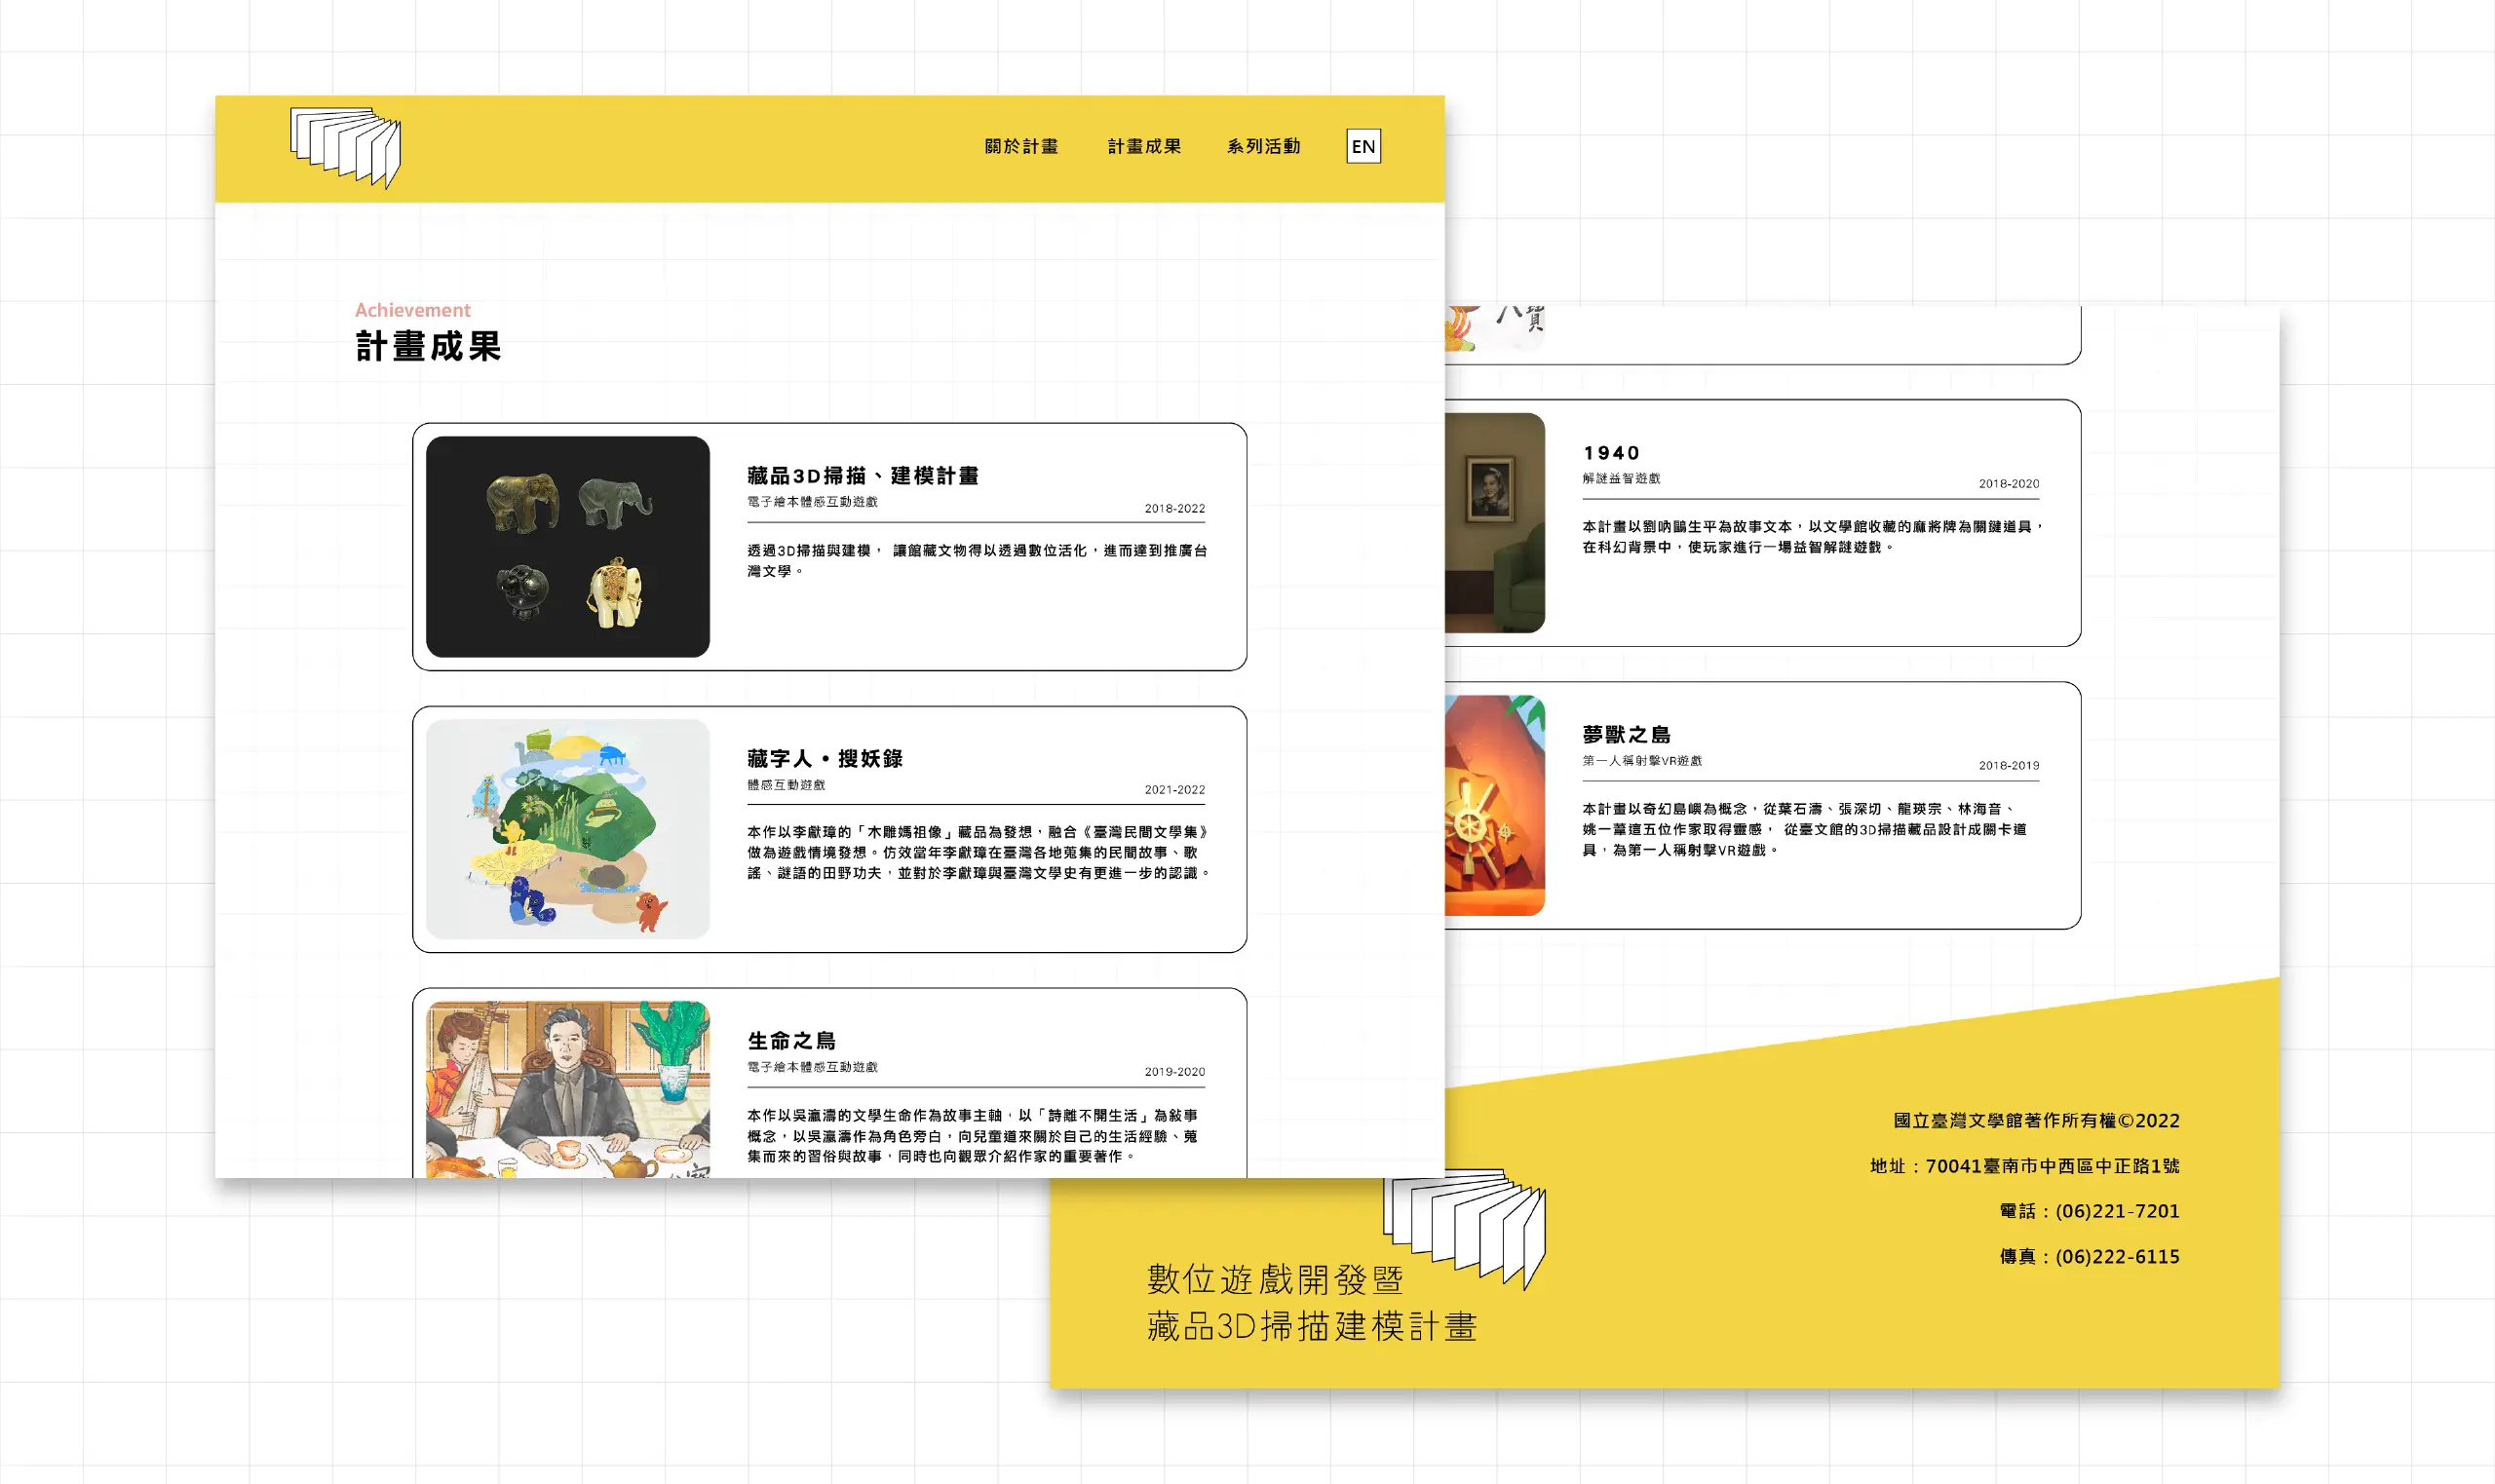 關於計畫
計畫成果
系列活動
EN
Achievement
計畫成果
藏品3D掃描、建模計畫
電子繪本體感互動遊戲
2018-2022
透過3D掃描與建模， 讓館藏文物得以透過數位活化，進而達到推廣台
灣文學。
藏字人•搜妖錄
體感互動遊戲
2021-2022
本作以李獻璋的「木雕媽祖像」藏品為發想，融合《臺灣民間文學集》
做為遊戲情境發想。仿效當年李獻璋在臺灣各地蒐集的民間故事、歌
謠、謎語的田野功夫，並對於李獻璋與臺灣文學史有更進一步的認識。
生命之鳥
電子繪本體感互動遊戲
2019-2020
本作以吳瀛濤的文學生命作為故事主軸，以「詩離不開生活」為敍事
概念，以吳瀛濤作為角色旁白，向兒童道來關於自己的生活經驗、蒐
集而來的習俗與故事，同時也向觀眾介紹作家的重要著作。
八寶
1940
解謎益智遊戲
2018-2020
本計畫以劉吶鷗生平為故事文本，以文學館收藏的麻將牌為關鍵道具，
在科幻背景中，使玩家進行一場益智解謎遊戲。
夢獸之島
第一人稱射擊VR遊戲
2018-2019
本計畫以奇幻島嶼為概念，從葉石濤、張深切、龍瑛宗、林海音、
姚一葦這五位作家取得靈感， 從臺文館的3D掃描藏品設計成關卡道
具，為第一人稱射擊VR遊戲。
數位遊戲開發暨
藏品3D掃描建模計畫
國立臺灣文學館著作所有權©2022
地址：70041臺南市中西區中正路1號
電話：(06)221-7201
傳真：(06)222-6115